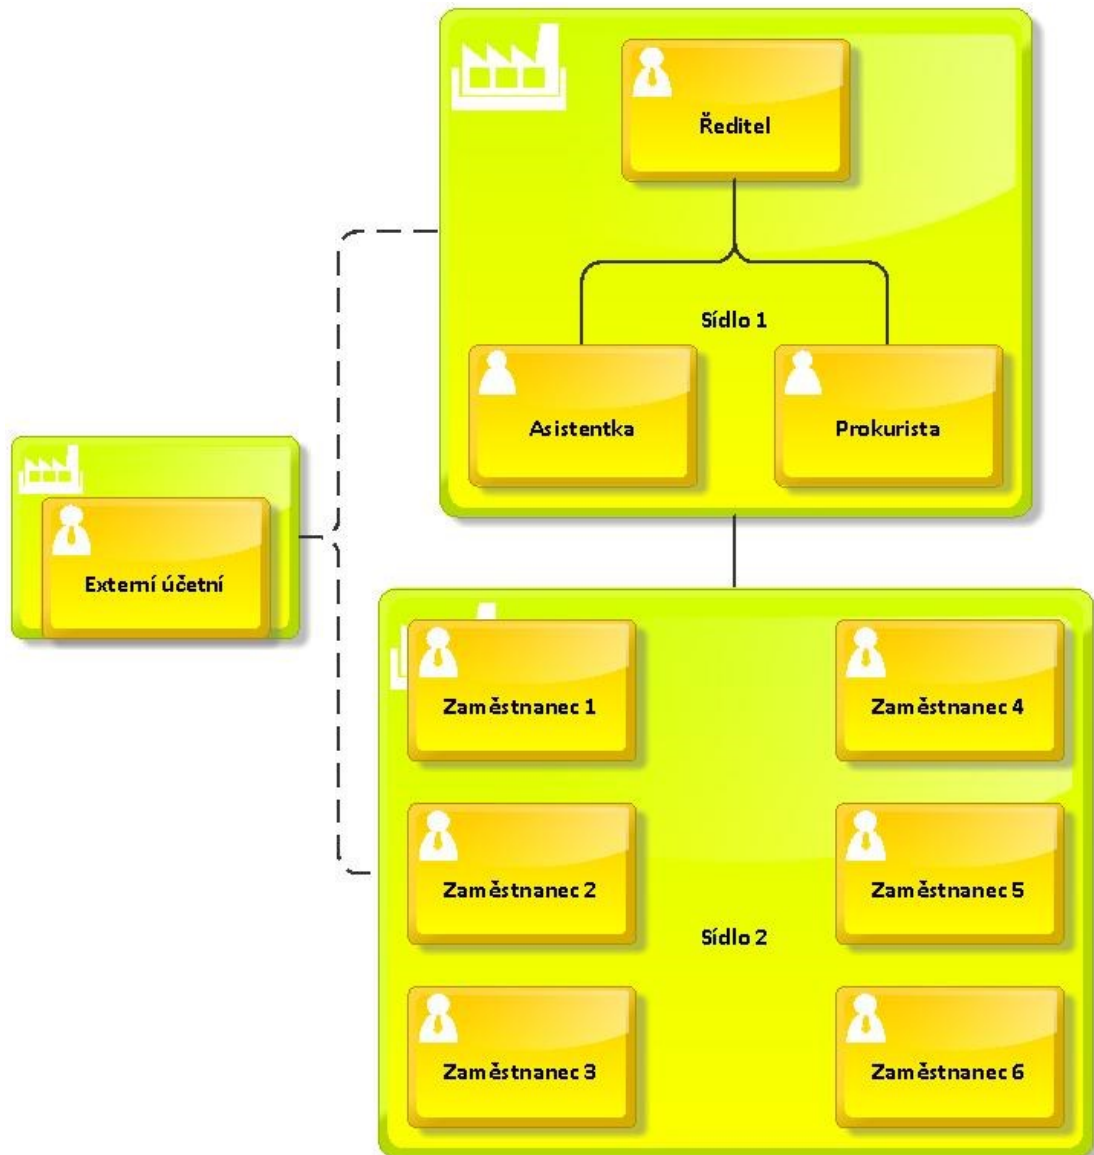 Ředitel
Sídlo 1
Asistentka
Prokurista
Externí účetní
Zaměstnanec 1
Zaměstnanec 4
Zaměstnanec 2
Zaměstnanec 5
Sídlo 2
Zaměstnanec 3
Zaměstnanec 6